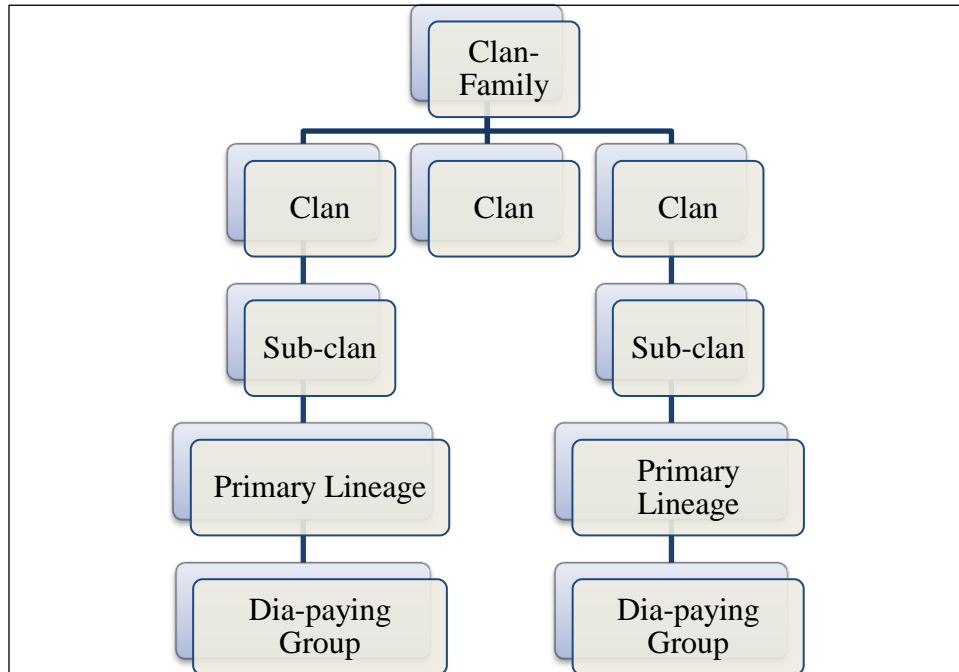 Clan-
Family
Clan
Clan
Clan
Sub-clan
Sub-clan
Primary Lineage
Primary
Lineage
Dia-paying
Group
Dia-paying
Group